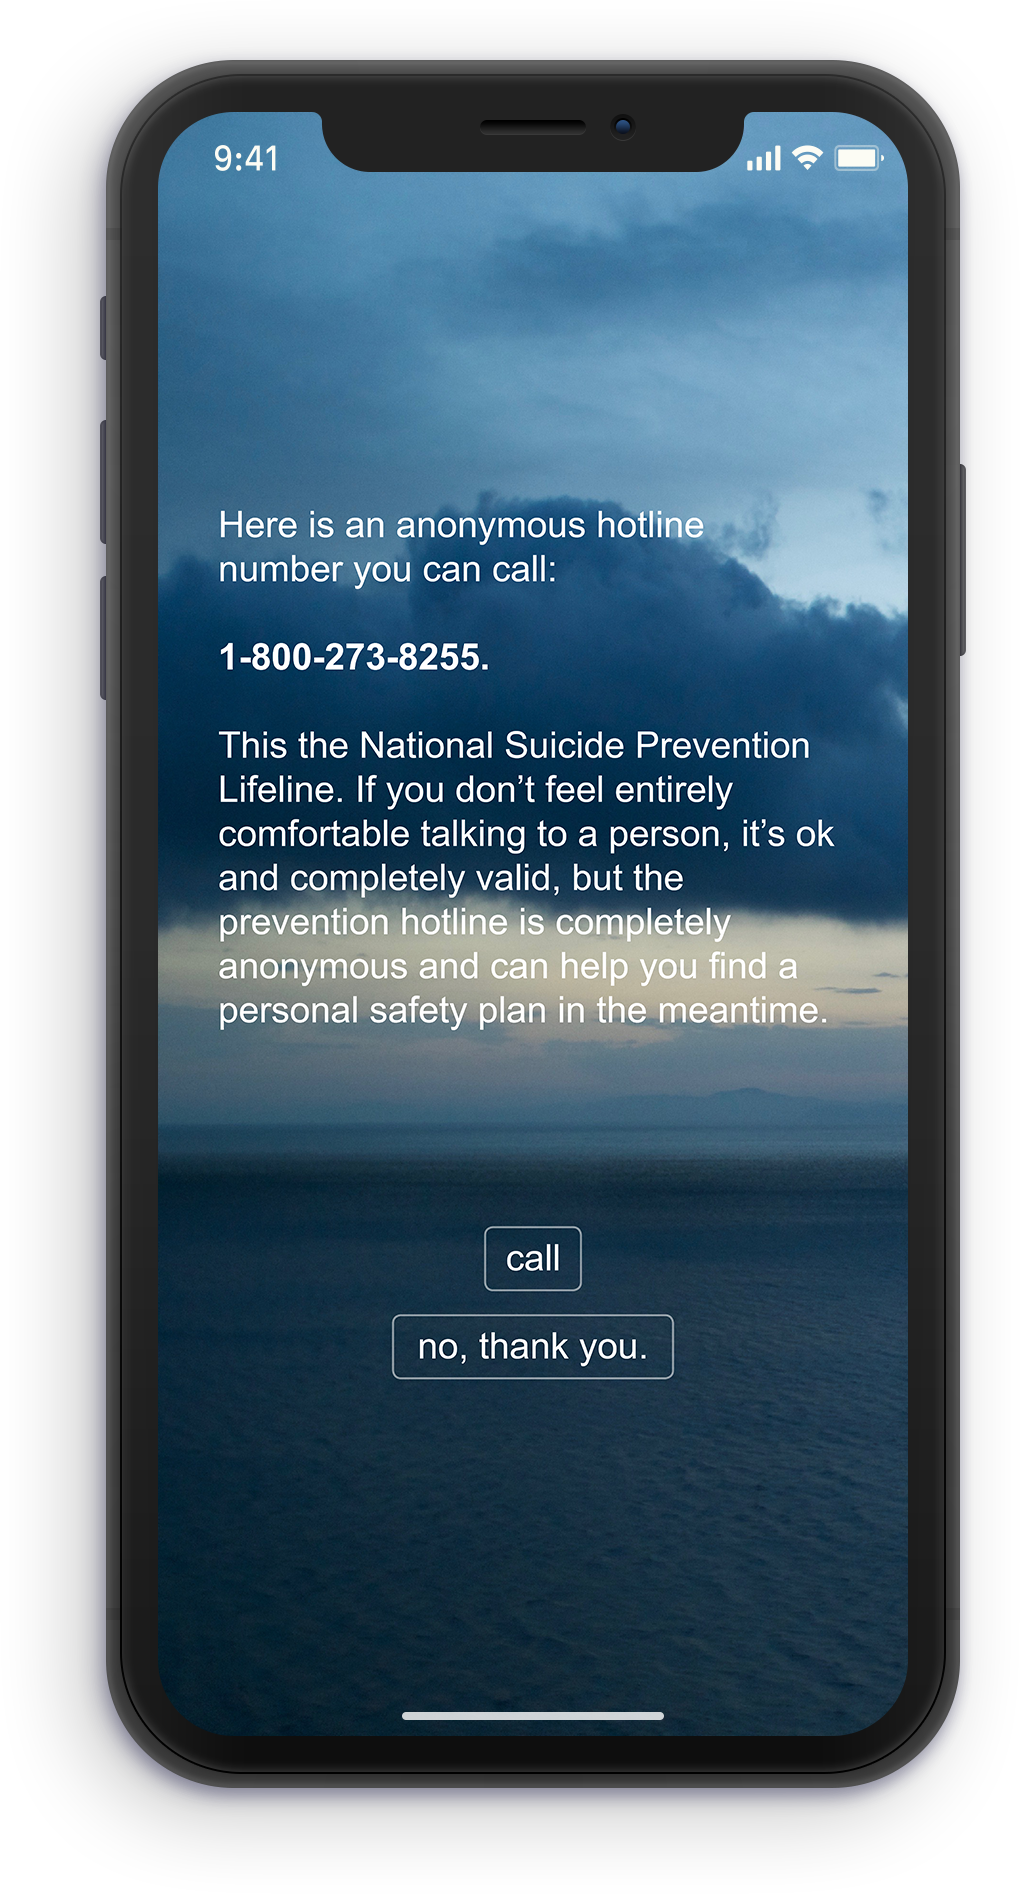 9:41
Here is an anonymous hotline
number you can call:
1-800-273-8255.
This the National Suicide Prevention
Lifeline. If you don’t feel entirely
comfortable talking to a person, it’s ok
and completely valid, but the
prevention hotline is completely
anonymous and can help you find a
personal safety plan in the meantime.
call
no, thank you.